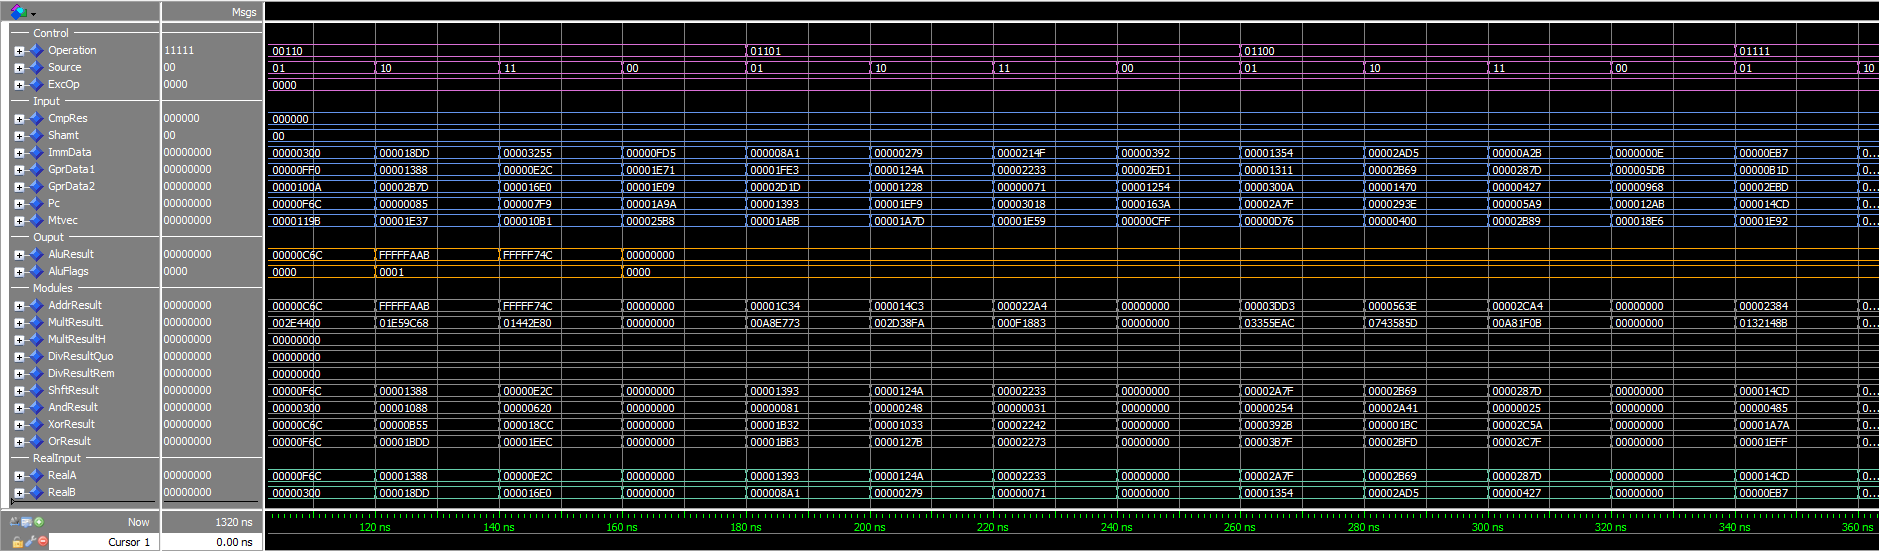 Msgs
Control
Operation 11111 00110 01101 01100 01111
Source 00 01 10 11 00 01 10 11 00 01 10 11 00 01 10
ExcOp 0000 0000
Input
CmpRes 000000 000000
Shamt 00 00
ImmData 00000000 00000300 000018DD 00003255 00000FD5 000008A1 00000279 0000214F 00000392 00001354 00002AD5 00000A2B 0000000E 00000EB7 0...
GprData1 00000000 00000FF0 00001388 00000E2C 00001E71 00001FE3 0000124A 00002233 00002ED1 00001311 00002B69 0000287D 000005DB 00000B1D 0...
GprData2 00000000 0000100A 00002B7D 000016E0 00001E09 00002D1D 00001228 00000071 00001254 0000300A 00001470 00000427 00000968 00002EBD 0...
Pc 00000000 00000F6C 00000085 000007F9 00001A9A 00001393 00001EF9 00003018 0000163A 00002A7F 0000293E 000005A9 000012AB 000014CD 0...
Mtvec 00000000 0000119B 00001E37 000010B1 000025B8 00001ABB 00001A7D 00001E59 00000CFF 00000D76 00000400 00002B89 000018E6 00001E92 0...
Ouput
AluResult 00000000 00000C6C FFFFFAAB FFFFF74C 00000000
AluFlags 0000 0000 0001 0000
Modules
AddrResult 00000000 00000C6C FFFFFAAB FFFFF74C 00000000 00001C34 000014C3 000022A4 00000000 00003DD3 0000563E 00002CA4 00000000 00002384 0...
MultResultL 00000000 002E4400 01E59C68 01442E80 00000000 00A8E773 002D38FA 000F1883 00000000 03355EAC 0743585D 00A81F0B 00000000 0132148B 0...
MultResultH 00000000 00000000
DivResultQuo 00000000 00000000
DivResultRem 00000000 00000000
ShftResult 00000000 00000F6C 00001388 00000E2C 00000000 00001393 0000124A 00002233 00000000 00002A7F 00002B69 0000287D 00000000 000014CD 0...
AndResult 00000000 00000300 00001088 00000620 00000000 00000081 00000248 00000031 00000000 00000254 00002A41 00000025 00000000 00000485 0...
XorResult 00000000 00000C6C 00000B55 000018CC 00000000 00001B32 00001033 00002242 00000000 0000392B 000001BC 00002C5A 00000000 00001A7A 0...
OrResult 00000000 00000F6C 00001BDD 00001EEC 00000000 00001BB3 0000127B 00002273 00000000 00003B7F 00002BFD 00002C7F 00000000 00001EFF 0...
RealInput
RealA 00000000 00000F6C 00001388 00000E2C 00000000 00001393 0000124A 00002233 00000000 00002A7F 00002B69 0000287D 00000000 000014CD 0...
RealB 00000000 00000300 000018DD 000016E0 00000000 000008A1 00000279 00000071 00000000 00001354 00002AD5 00000427 00000000 00000EB7 0...
Now 1320 ns 120 ns 140 ns 160 ns 180 ns 200 ns 220 ns 240 ns 260 ns 280 ns 300 ns 320 ns 340 ns 360 ns
Cursor 1 0.00 ns